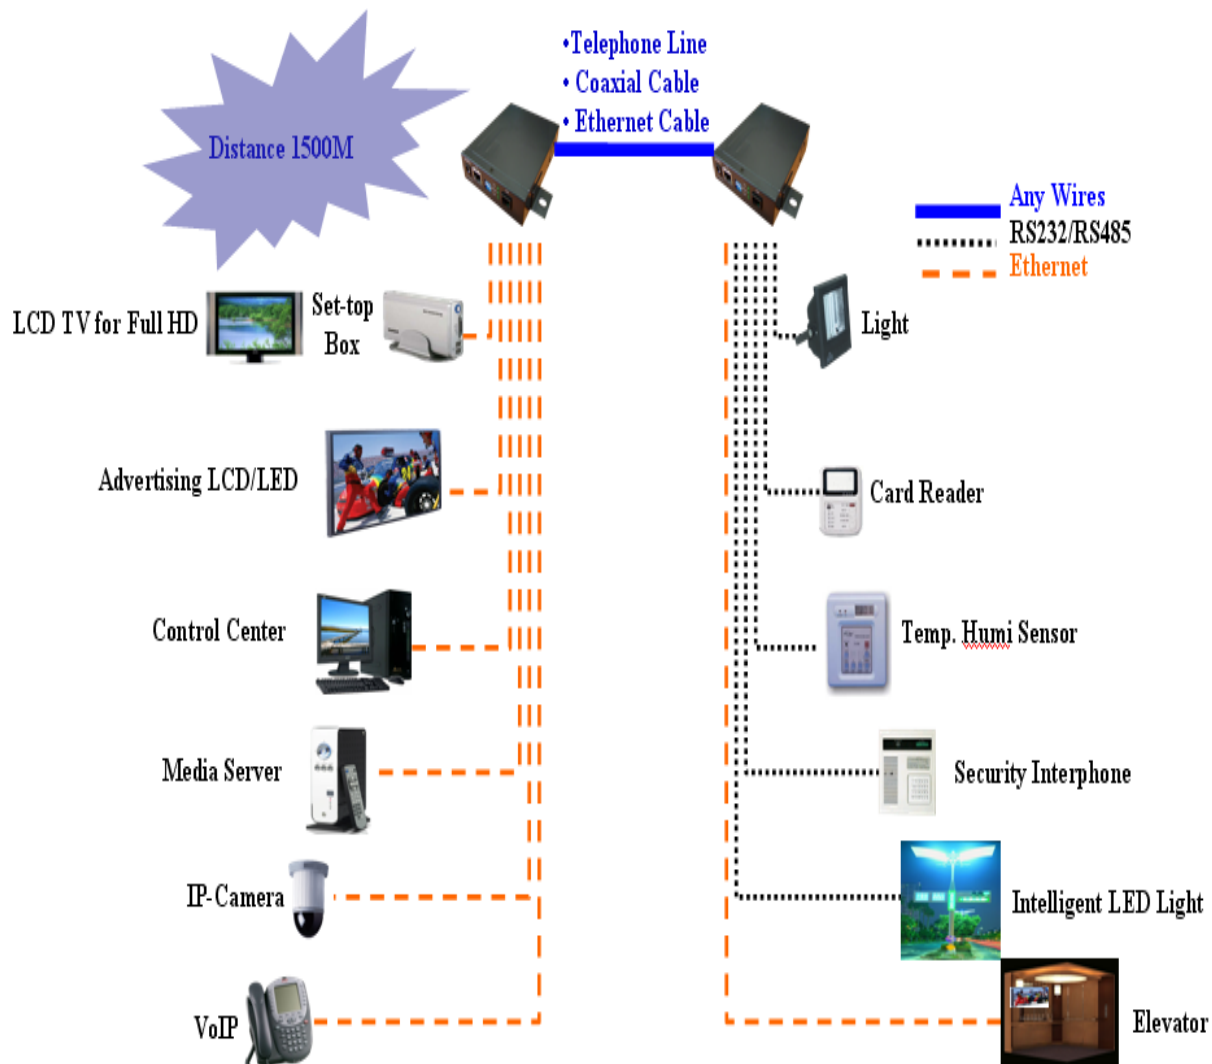 •Telephone Line
• Coaxial Cable
• Ethernet Cable
Distance 1500M
Any Wires
RS232/RS485
Ethernet
LCD TV for Full HD
Set-top
Box
Light
Advertising LCD/LED
Card Reader
Control Center
Temp. Humi Sensor
Media Server
Security Interphone
IP-Camera
Intelligent LED Light
VoIP
Elevator